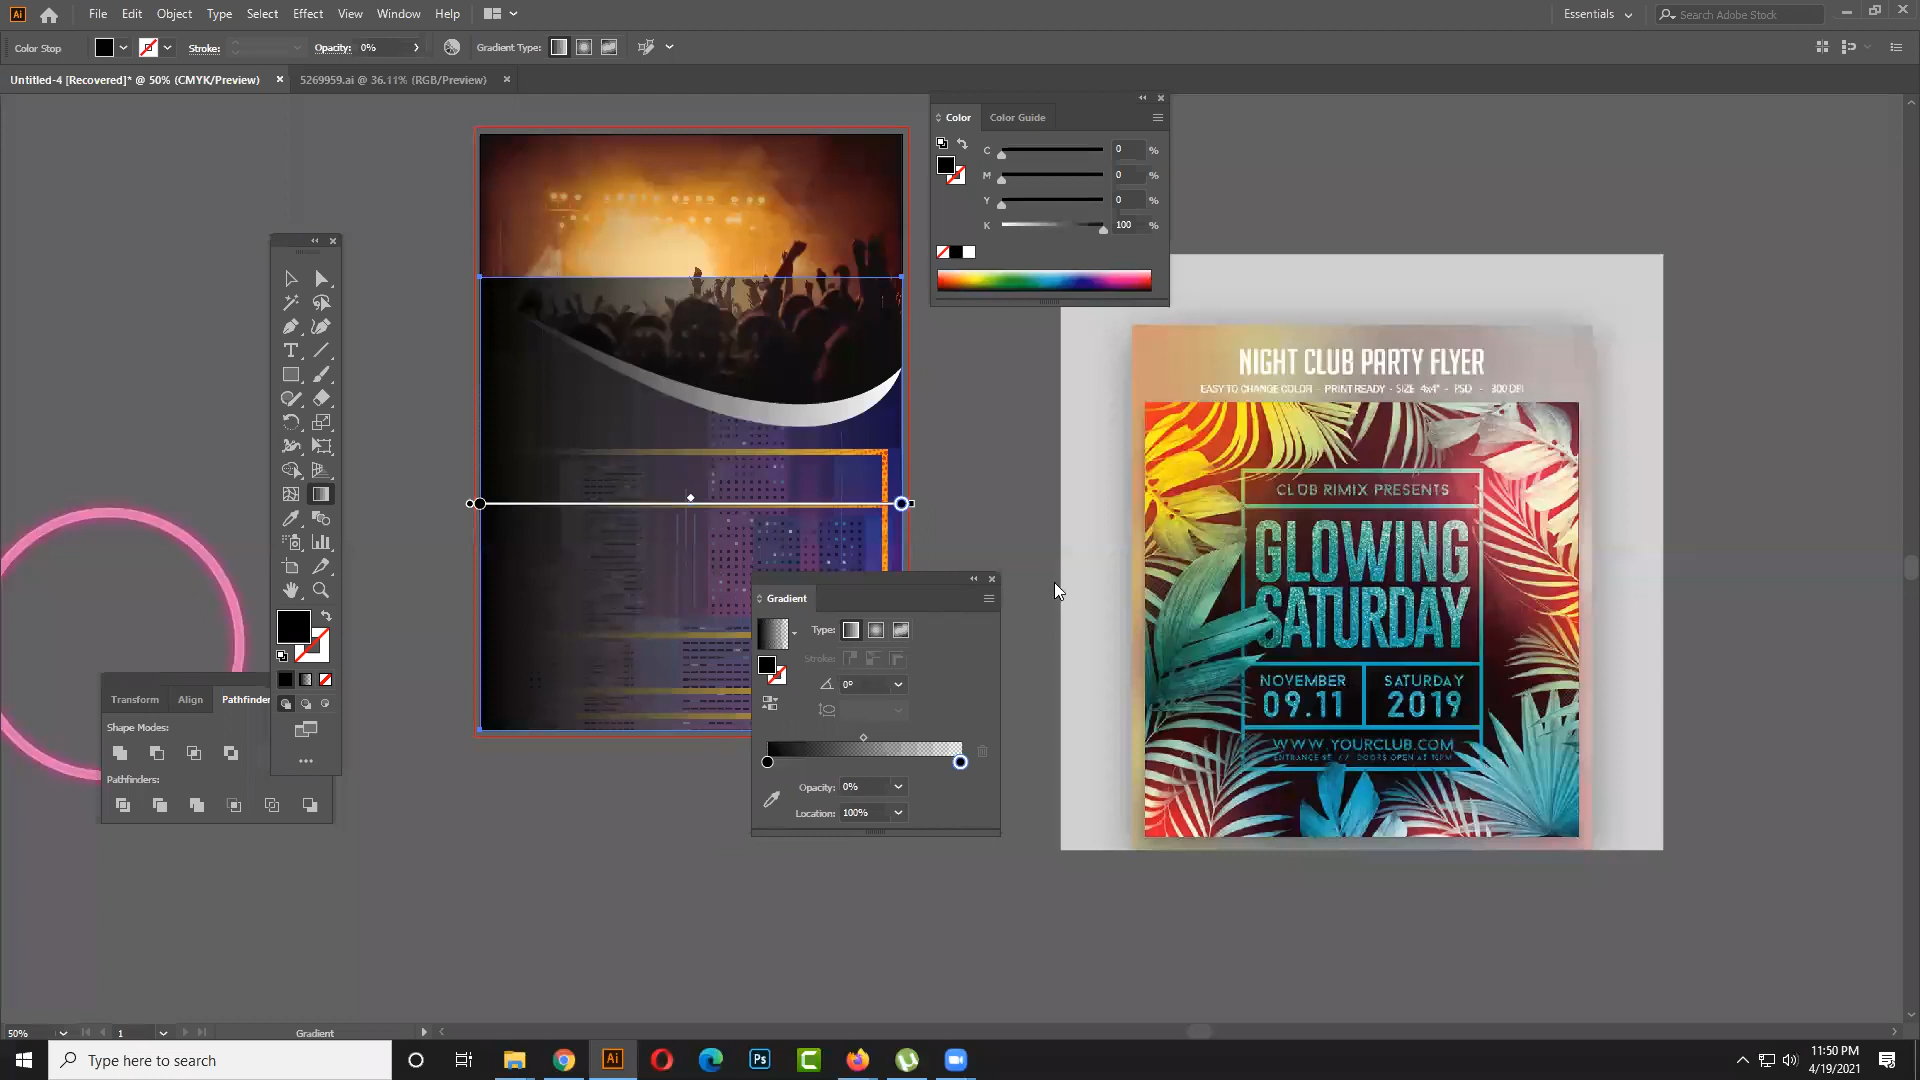 Ai File Edit Object Type Select Effect View Window Help Essentials Search Adobe Stock
Color Stop Stroke: Opacity: 0% Gradient Type:
Untitled-4 [Recovered]* @ 50% (CMYK/Preview) × 5269959.ai @ 36.11% (RGB/Preview) ×
Color Color Guide
C 0 %
M 0 %
Y 0 %
K 100 %
NIGHT CLUB PARTY FLYER
EASY TO CHANGE COLOR - PRINT READY - SIZE 4x4" - PSD - 300 DPI
CLUB RIMIX PRESENTS
GLOWING
SATURDAY
NOVEMBER
09.11
SATURDAY
2019
WWW.YOURCLUB.COM
Gradient
Type:
Stroke:
0°
Opacity: 0%
Location: 100%
Transform Align Pathfinder
Shape Modes:
Pathfinders:
50% 1 Gradient
Type here to search
Ai
Ps
C
11:50 PM
4/19/2021